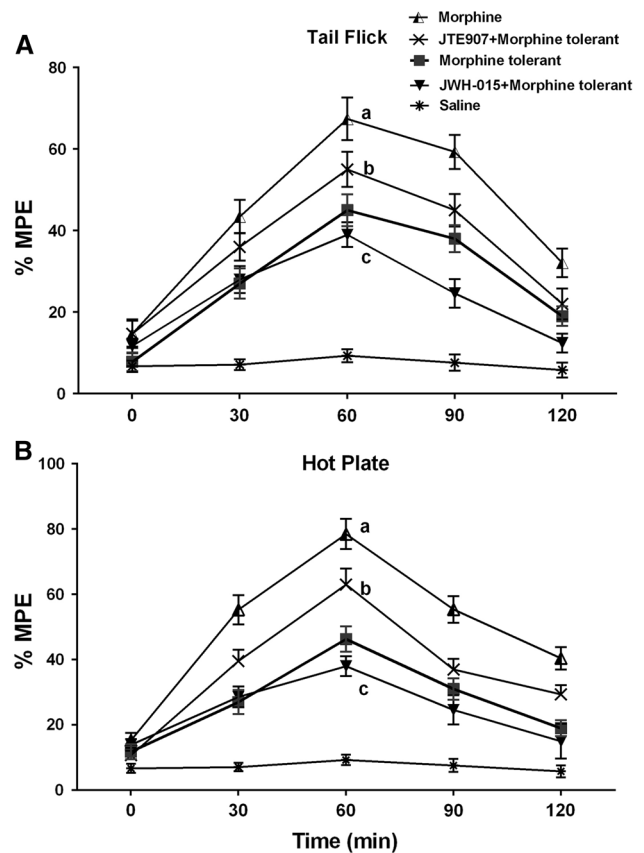 A
Tail Flick
Morphine
JTE907+Morphine tolerant
Morphine tolerant
JWH-015+Morphine tolerant
Saline
% MPE
80
60
40
20
0
a
b
c
0 30 60 90 120
B
Hot Plate
% MPE
100
80
60
40
20
0
a
b
c
0 30 60 90 120
Time (min)